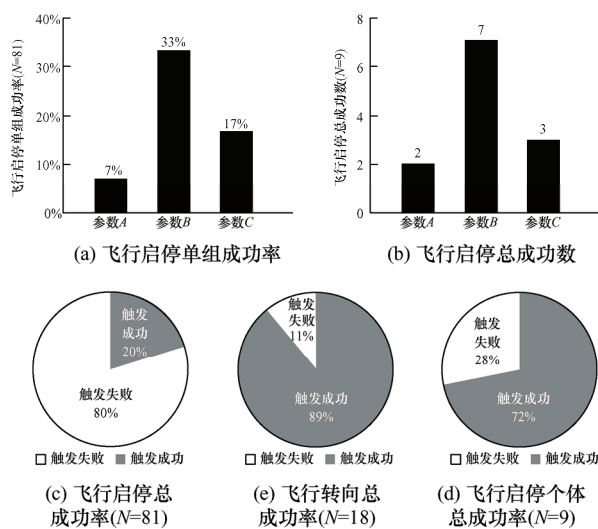 飞行启停单组成功率(N=81)
40%
30%
20%
10%
0%
7%
33%
17%
参数A 参数B 参数C
(a) 飞行启停单组成功率
飞行启停总成功数(N=9)
8
6
4
2
0
2
7
3
参数A 参数B 参数C
(b) 飞行启停总成功数
触发
成功
20%
触发失败
80%
触发失败 触发成功
(c) 飞行启停总
成功率(N=81)
触发
失败
11%
触发成功
89%
触发失败 触发成功
(e) 飞行转向总
成功率(N=18)
触发
失败
28%
触发成功
72%
触发失败 触发成功
(d) 飞行启停个体
总成功率(N=9)